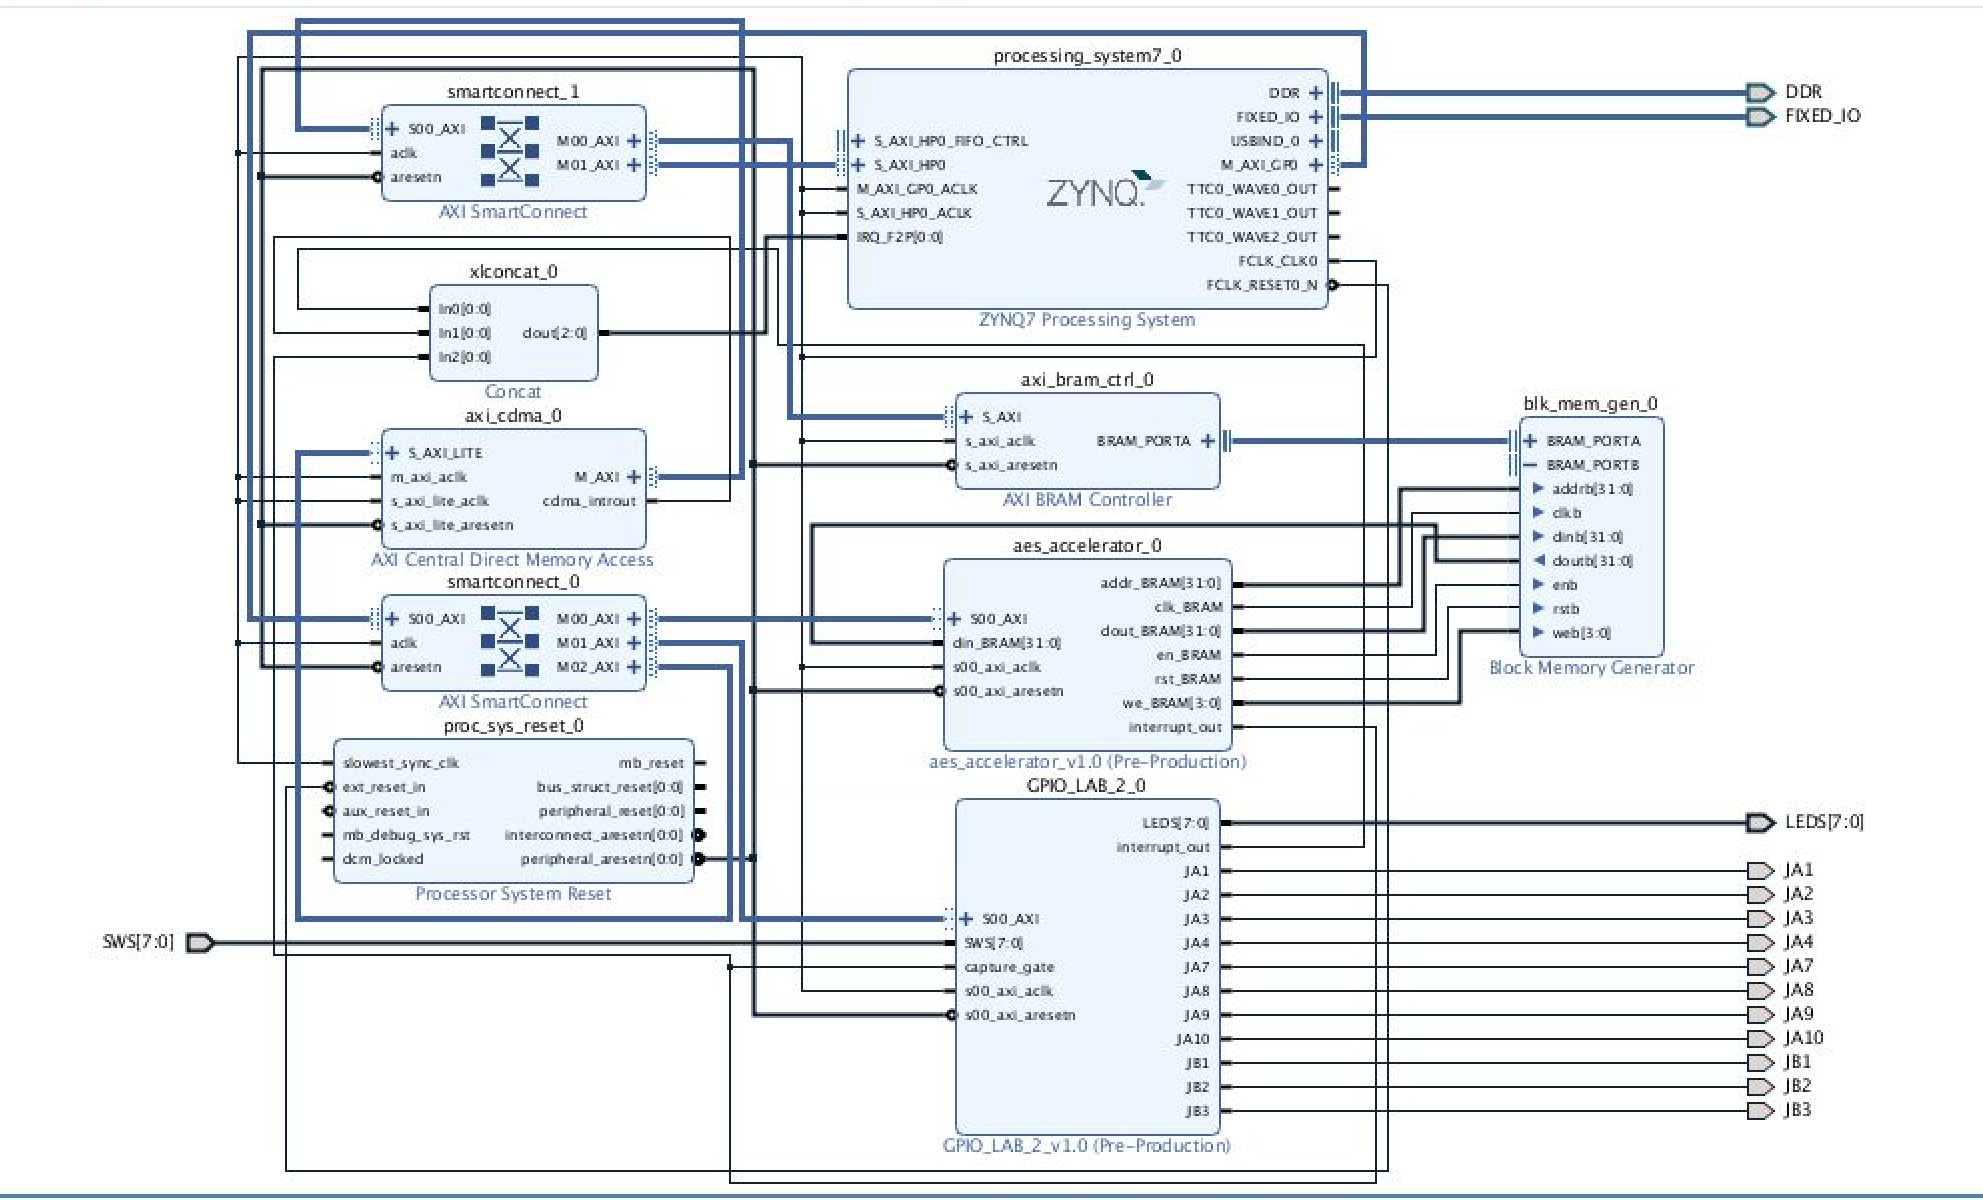 smartconnect_1
S00_AXI
aclk
aresetn
M00_AXI
M01_AXI
AXI SmartConnect
xlconcat_0
In0[0:0]
In1[0:0]
In2[0:0]
dout[2:0]
Concat
axi_cdma_0
S_AXI_LITE
m_axi_aclk
s_axi_lite_aclk
s_axi_lite_aresetn
M_AXI
cdma_introut
AXI Central Direct Memory Access
smartconnect_0
S00_AXI
aclk
aresetn
M00_AXI
M01_AXI
M02_AXI
AXI SmartConnect
proc_sys_reset_0
slowest_sync_clk
ext_reset_in
aux_reset_in
mb_debug_sys_rst
dcm_locked
mb_reset
bus_struct_reset[0:0]
peripheral_reset[0:0]
interconnect_aresetn[0:0]
peripheral_aresetn[0:0]
Processor System Reset
SWS[7:0]
processing_system7_0
S_AXI_HP0_FIFO_CTRL
S_AXI_HP0
M_AXI_GP0_ACLK
S_AXI_HP0_ACLK
IRQ_F2P[0:0]
ZYNQ.
DDR
FIXED_IO
USBIND_0
M_AXI_GP0
TTC0_WAVE0_OUT
TTC0_WAVE1_OUT
TTC0_WAVE2_OUT
FCLK_CLK0
FCLK_RESET0_N
ZYNQ7 Processing System
axi_bram_ctrl_0
S_AXI
s_axi_aclk
s_axi_aresetn
BRAM_PORTA
AXI BRAM Controller
aes_accelerator_0
S00_AXI
din_BRAM[31:0]
s00_axi_aclk
s00_axi_aresetn
addr_BRAM[31:0]
clk_BRAM
dout_BRAM[31:0]
en_BRAM
rst_BRAM
we_BRAM[3:0]
interrupt_out
aes_accelerator_v1.0 (Pre-Production)
GPIO_LAB_2_0
S00_AXI
SWS[7:0]
capture_gate
s00_axi_aclk
s00_axi_aresetn
LEDS[7:0]
interrupt_out
JA1
JA2
JA3
JA4
JA7
JA8
JA9
JA10
JB1
JB2
JB3
GPIO_LAB_2_v1.0 (Pre-Production)
blk_mem_gen_0
BRAM_PORTA
BRAM_PORTB
addrb[31:0]
clkb
dinb[31:0]
doutb[31:0]
enb
rstb
web[3:0]
Block Memory Generator
DDR
FIXED_IO
LEDS[7:0]
JA1
JA2
JA3
JA4
JA7
JA8
JA9
JA10
JB1
JB2
JB3